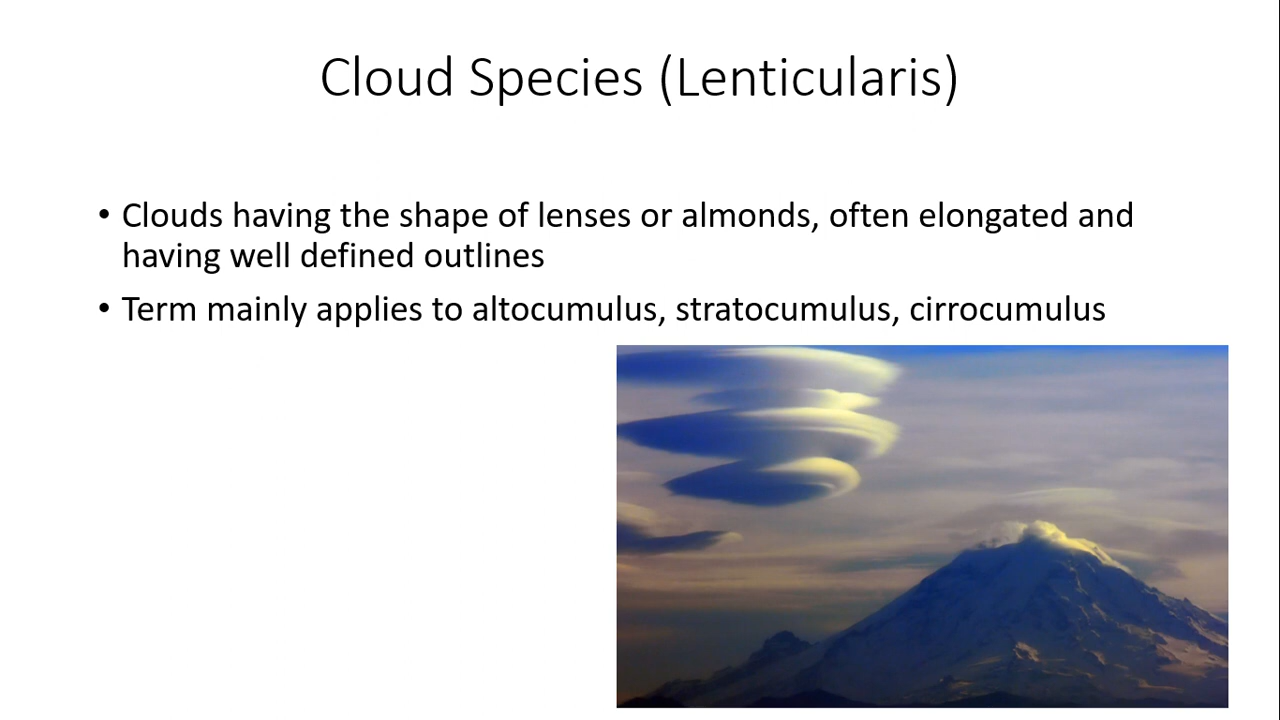 Cloud Species (Lenticularis)
• Clouds having the shape of lenses or almonds, often elongated and
having well defined outlines
• Term mainly applies to altocumulus, stratocumulus, cirrocumulus